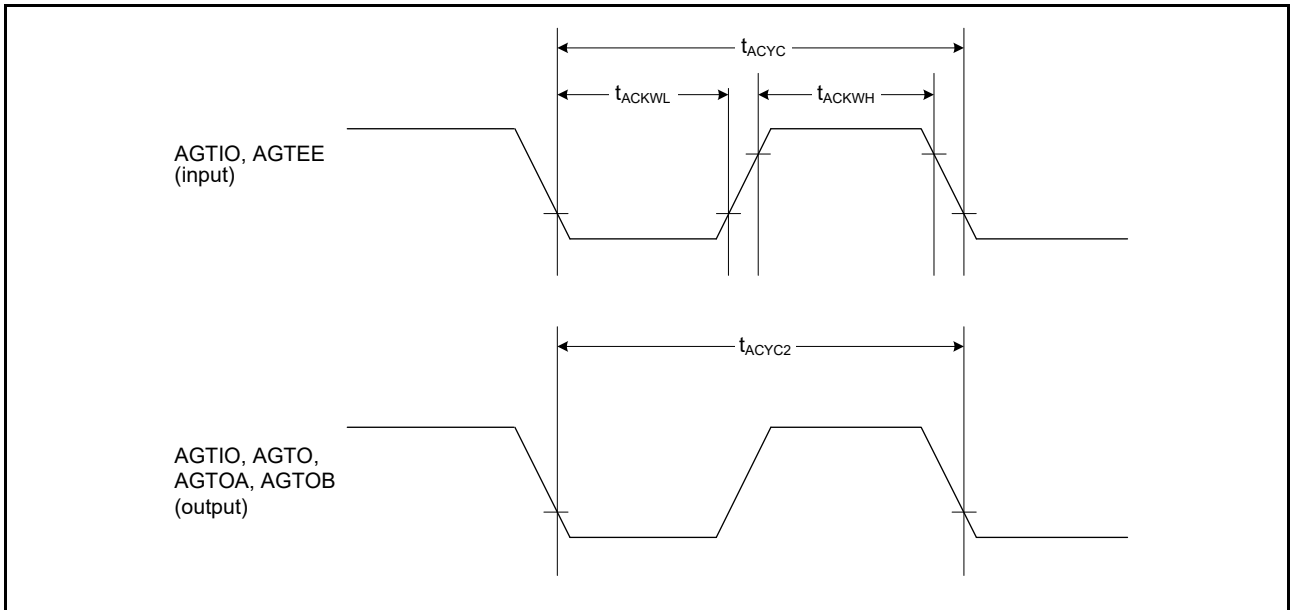 tACYC
tACKWL
tACKWH
AGTIO, AGTEE
(input)
tACYC2
AGTIO, AGTO,
AGTOA, AGTOB
(output)